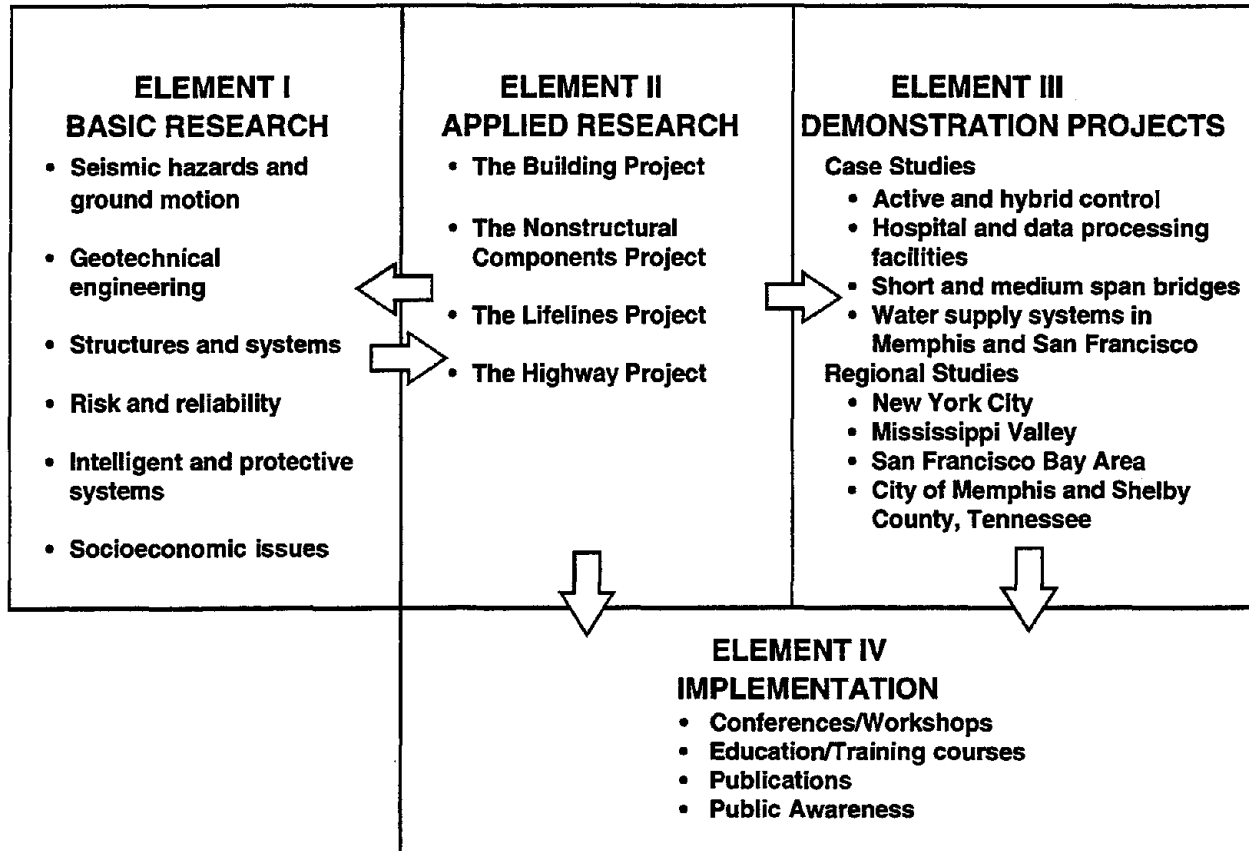 ELEMENT I
BASIC RESEARCH
• Seismic hazards and
ground motion
• Geotechnical
engineering
• Structures and systems
• Risk and reliability
• Intelligent and protective
systems
• Socioeconomic issues
ELEMENT II
APPLIED RESEARCH
• The Building Project
• The Nonstructural
Components Project
• The Lifelines Project
• The Highway Project
ELEMENT III
DEMONSTRATION PROJECTS
Case Studies
• Active and hybrid control
• Hospital and data processing
facilities
• Short and medium span bridges
• Water supply systems in
Memphis and San Francisco
Regional Studies
• New York City
• Mississippi Valley
• San Francisco Bay Area
• City of Memphis and Shelby
County, Tennessee
ELEMENT IV
IMPLEMENTATION
• Conferences/Workshops
• Education/Training courses
• Publications
• Public Awareness